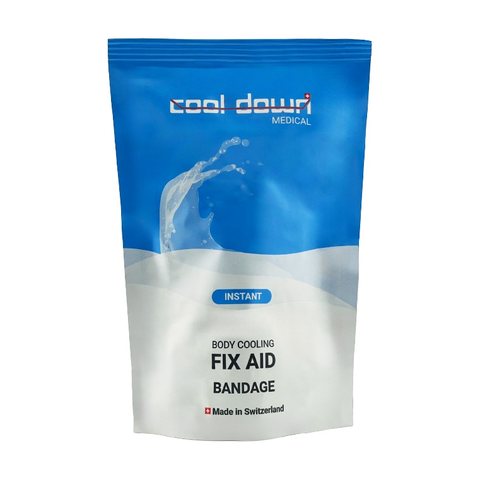 cool down
MEDICAL
INSTANT
BODY COOLING
FIX AID
BANDAGE
Made in Switzerland